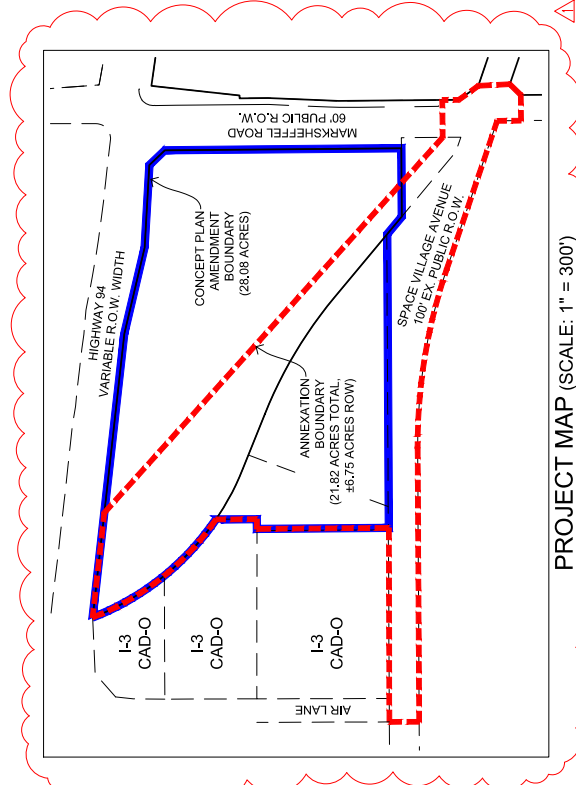 HIGHWAY 94
VARIABLE R.O.W. WIDTH
CONCEPT PLAN
AMENDMENT
BOUNDARY
(28.08 ACRES)
MARKSHEFFEL ROAD
60' PUBLIC R.O.W.
ANNEXATION
BOUNDARY
(21.82 ACRES TOTAL,
±6.75 ACRES ROW)
SPACE VILLAGE AVENUE
100' EX. PUBLIC R.O.W.
I-3
CAD-O
I-3
CAD-O
I-3
CAD-O
AIR LANE
PROJECT MAP (SCALE: 1" = 300')
1